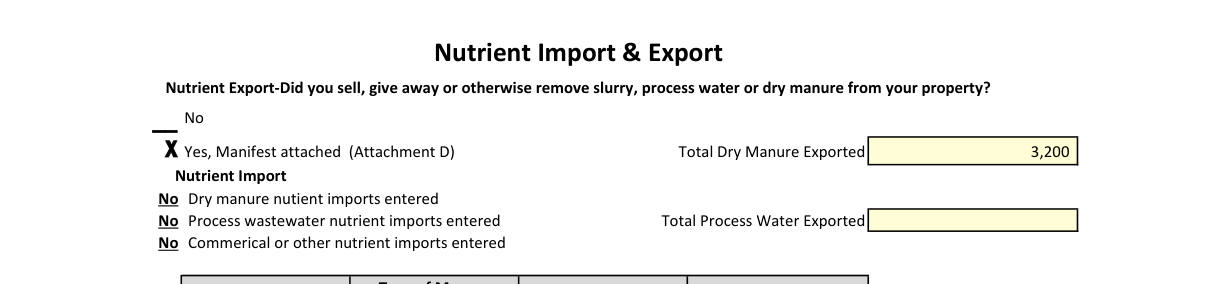 Nutrient Import & Export
Nutrient Export-Did you sell, give away or otherwise remove slurry, process water or dry manure from your property?
No
X Yes, Manifest attached (Attachment D) Total Dry Manure Exported 3,200
Nutrient Import
No Dry manure nutient imports entered
No Process wastewater nutrient imports entered Total Process Water Exported
No Commerical or other nutrient imports entered